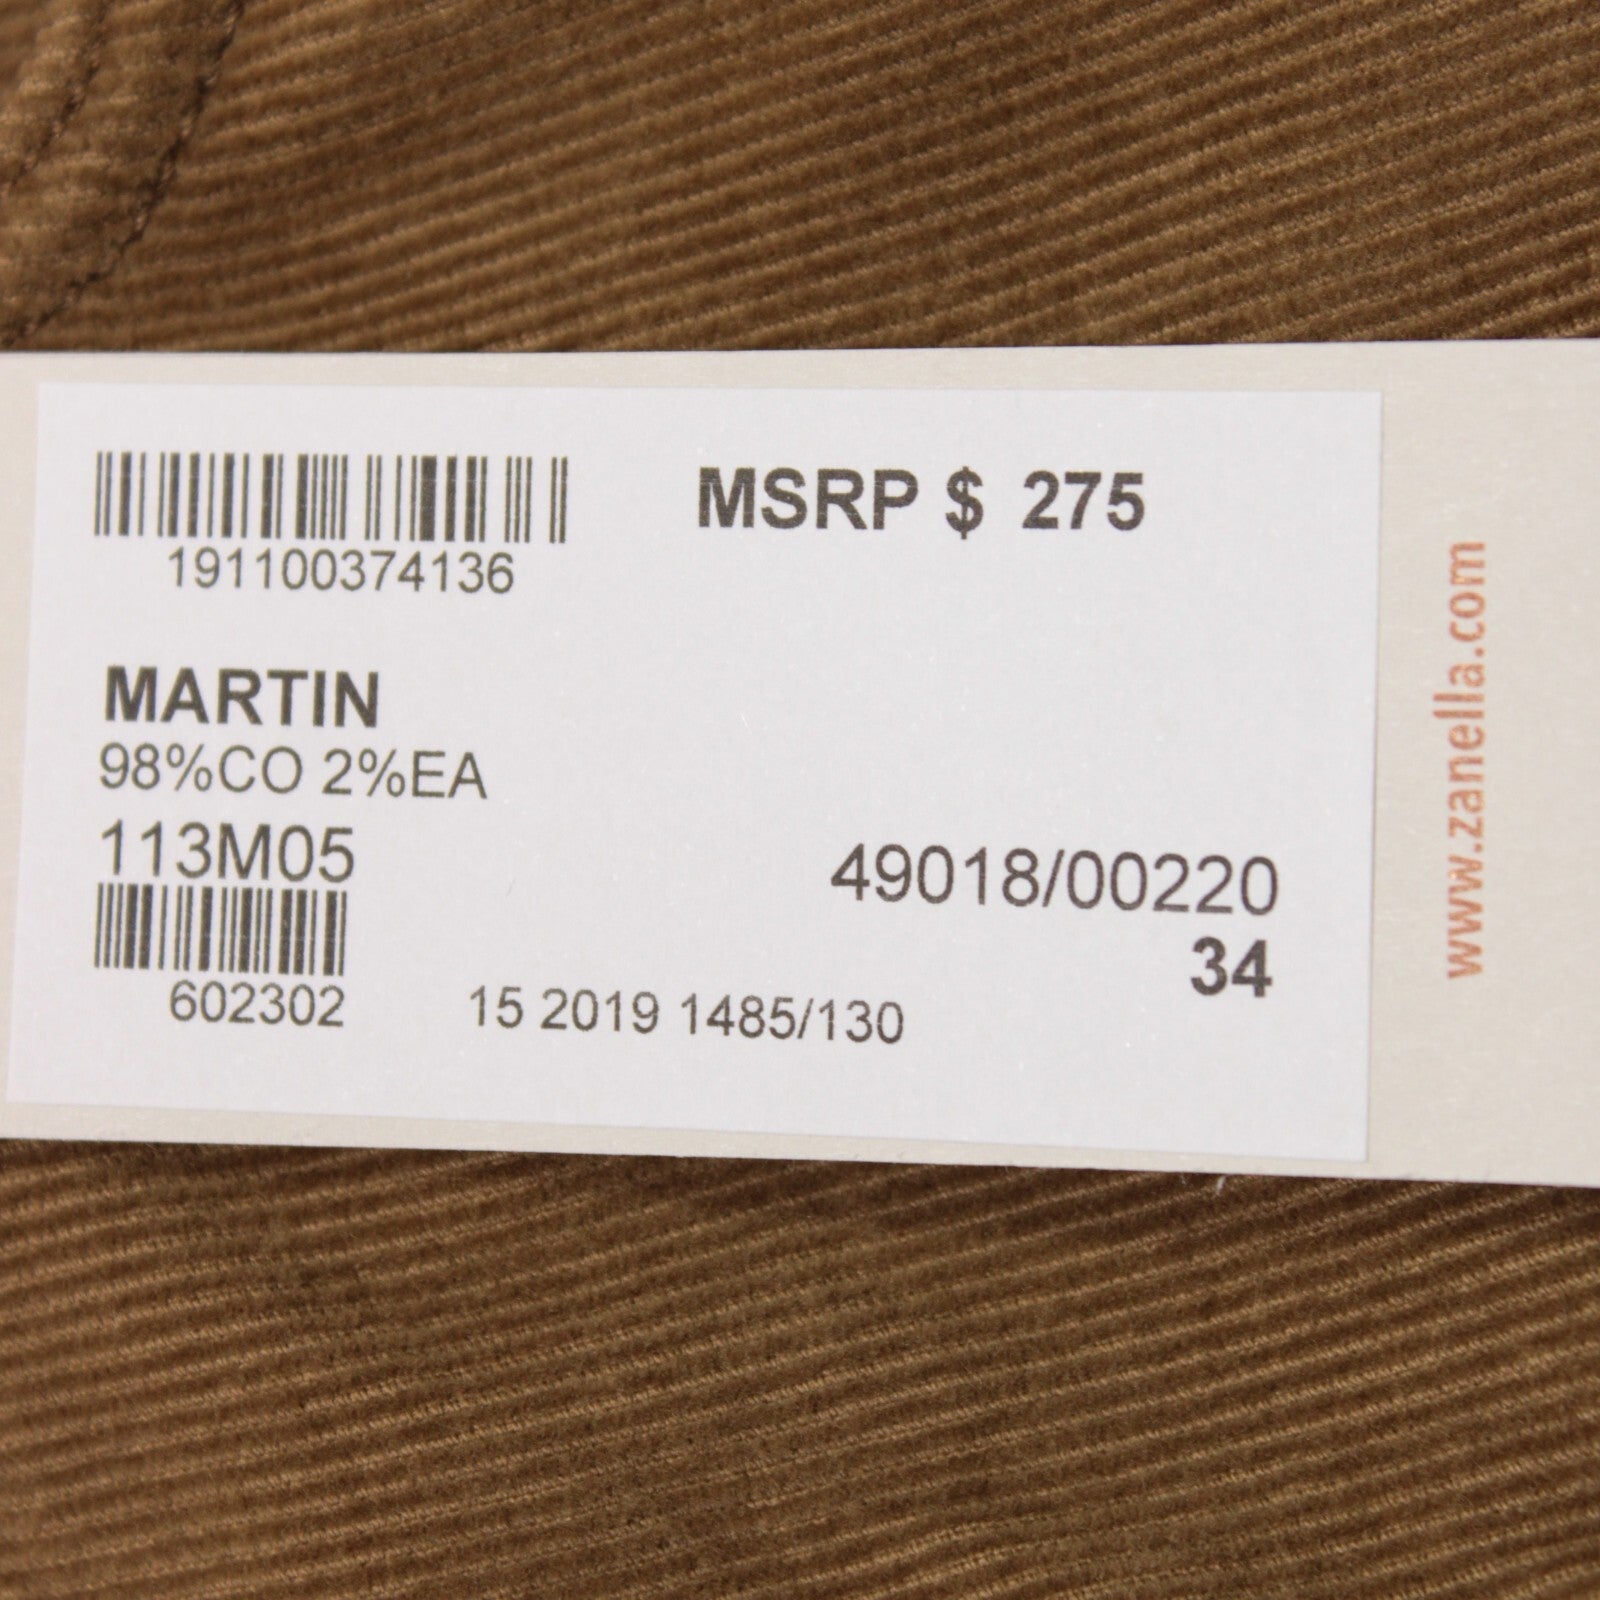 MSRP $ 275
191100374136
MARTIN
98%CO 2%EA
113M05
49018/00220
34
602302
15 2019 1485/130
www.zanella.com